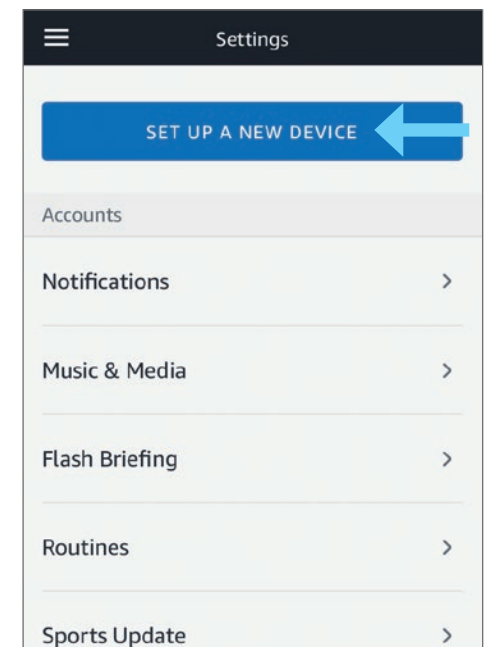 Settings
SET UP A NEW DEVICE
Accounts
Notifications
Music & Media
Flash Briefing
Routines
Sports Update